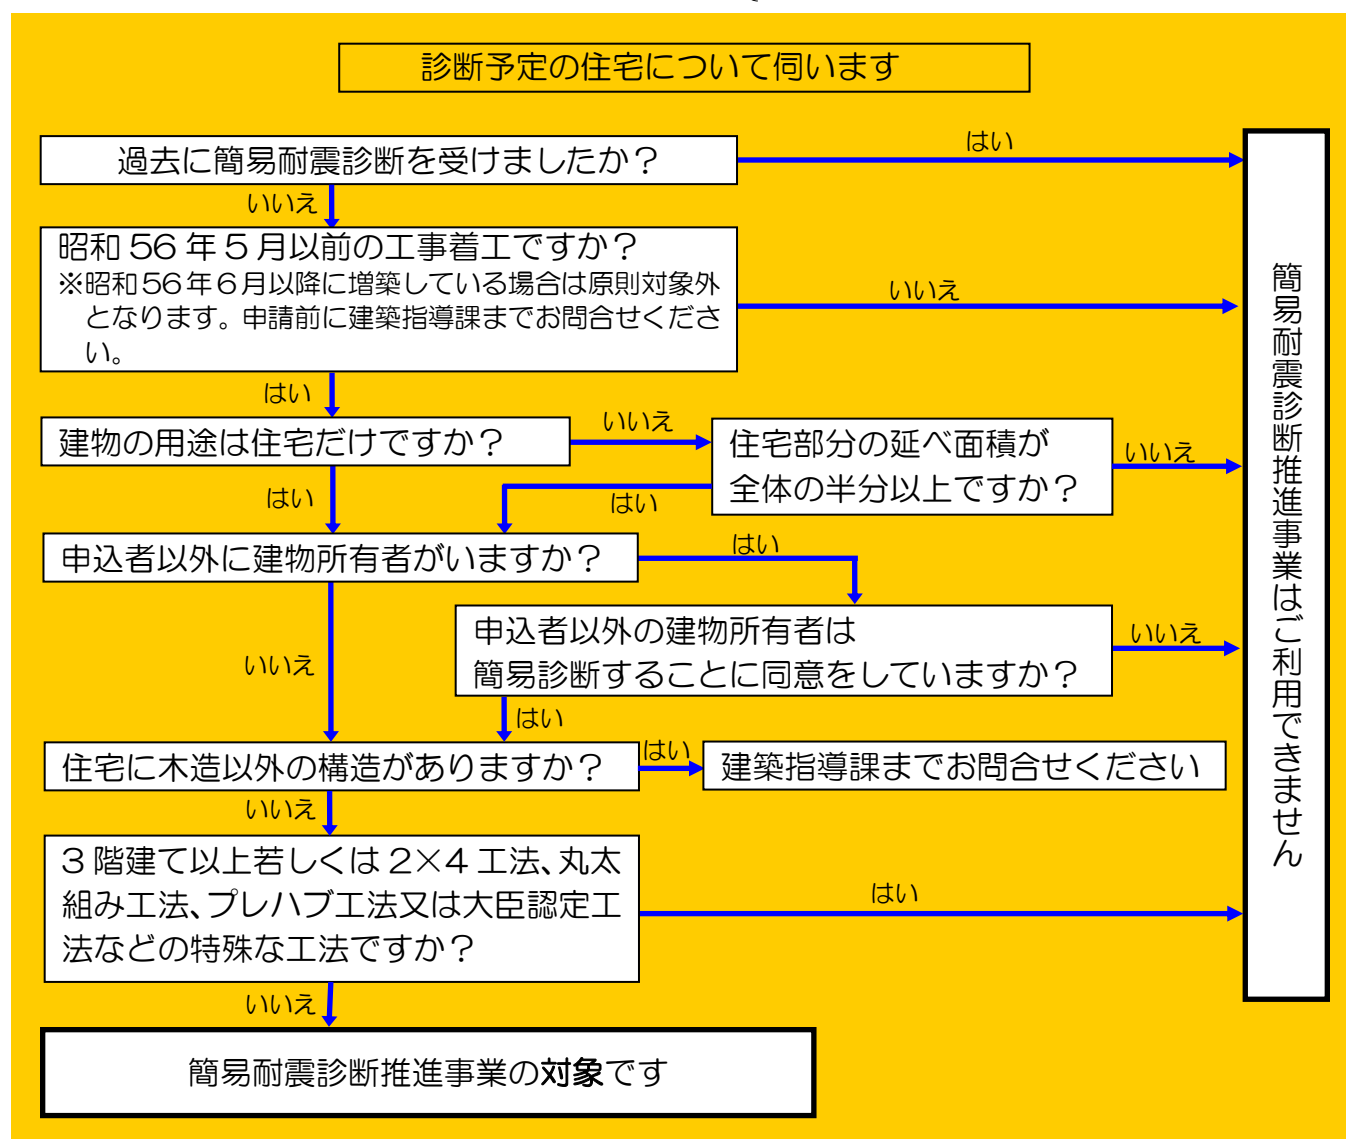 診断予定の住宅について伺います
過去に簡易耐震診断を受けましたか？
はい
いいえ
昭和56年5月以前の工事着工ですか？
※昭和56年6月以降に増築している場合は原則対象外
となります。申請前に建築指導課までお問合せくださ
い。
いいえ
はい
建物の用途は住宅だけですか？
いいえ
住宅部分の延べ面積が
全体の半分以上ですか？
いいえ
はい
はい
申込者以外に建物所有者がいますか？
はい
申込者以外の建物所有者は
簡易診断することに同意をしていますか？
いいえ
いいえ
はい
住宅に木造以外の構造がありますか？
はい
建築指導課までお問合せください
いいえ
3階建て以上若しくは2×4工法、丸太
組み工法、プレハブ工法又は大臣認定工
法などの特殊な工法ですか？
はい
いいえ
簡易耐震診断推進事業の対象です
簡易耐震診断推進事業はご利用できません